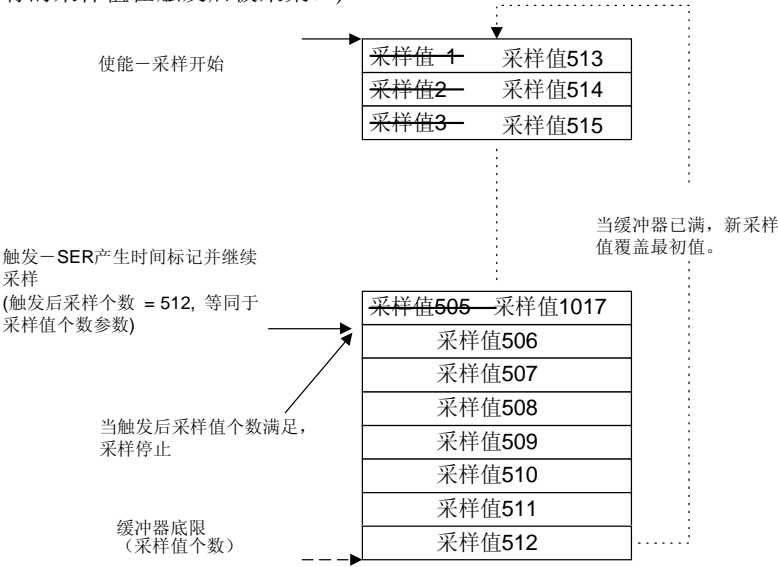 使能－采样开始
采样值 1 采样值513
采样值2 采样值514
采样值3 采样值515
当缓冲器已满，新采样
值覆盖最初值。
触发－SER产生时间标记并继续
采样
(触发后采样个数 = 512, 等同于
采样值个数参数)
采样值505 采样值1017
采样值506
采样值507
采样值508
采样值509
采样值510
采样值511
采样值512
当触发后采样值个数满足，
采样停止
缓冲器底限
（采样值个数）